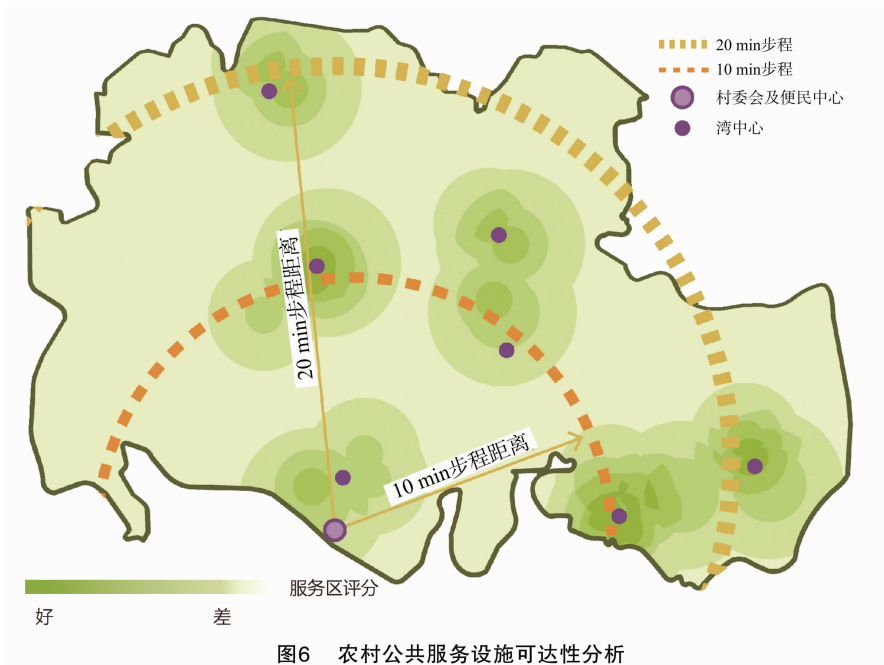 20 min步程
10 min步程
村委会及便民中心
湾中心
20 min步程距离
10 min步程距离
服务区评分
好 差
图6 农村公共服务设施可达性分析